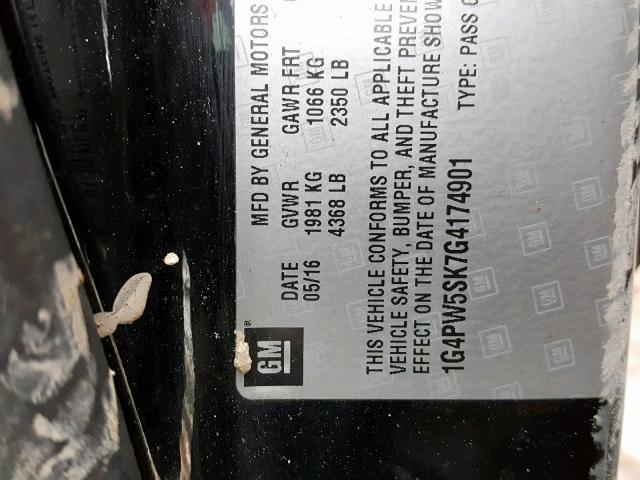 MFD BY GENERAL MOTORS
DATE GVWR GAWR FRT
05/16 1981 KG 1066 KG
4368 LB 2350 LB
GM®
THIS VEHICLE CONFORMS TO ALL APPLICABLE
VEHICLE SAFETY, BUMPER, AND THEFT PREVEN
EFFECT ON THE DATE OF MANUFACTURE SHOW
1G4PW5SK7G4174901 TYPE: PASS C